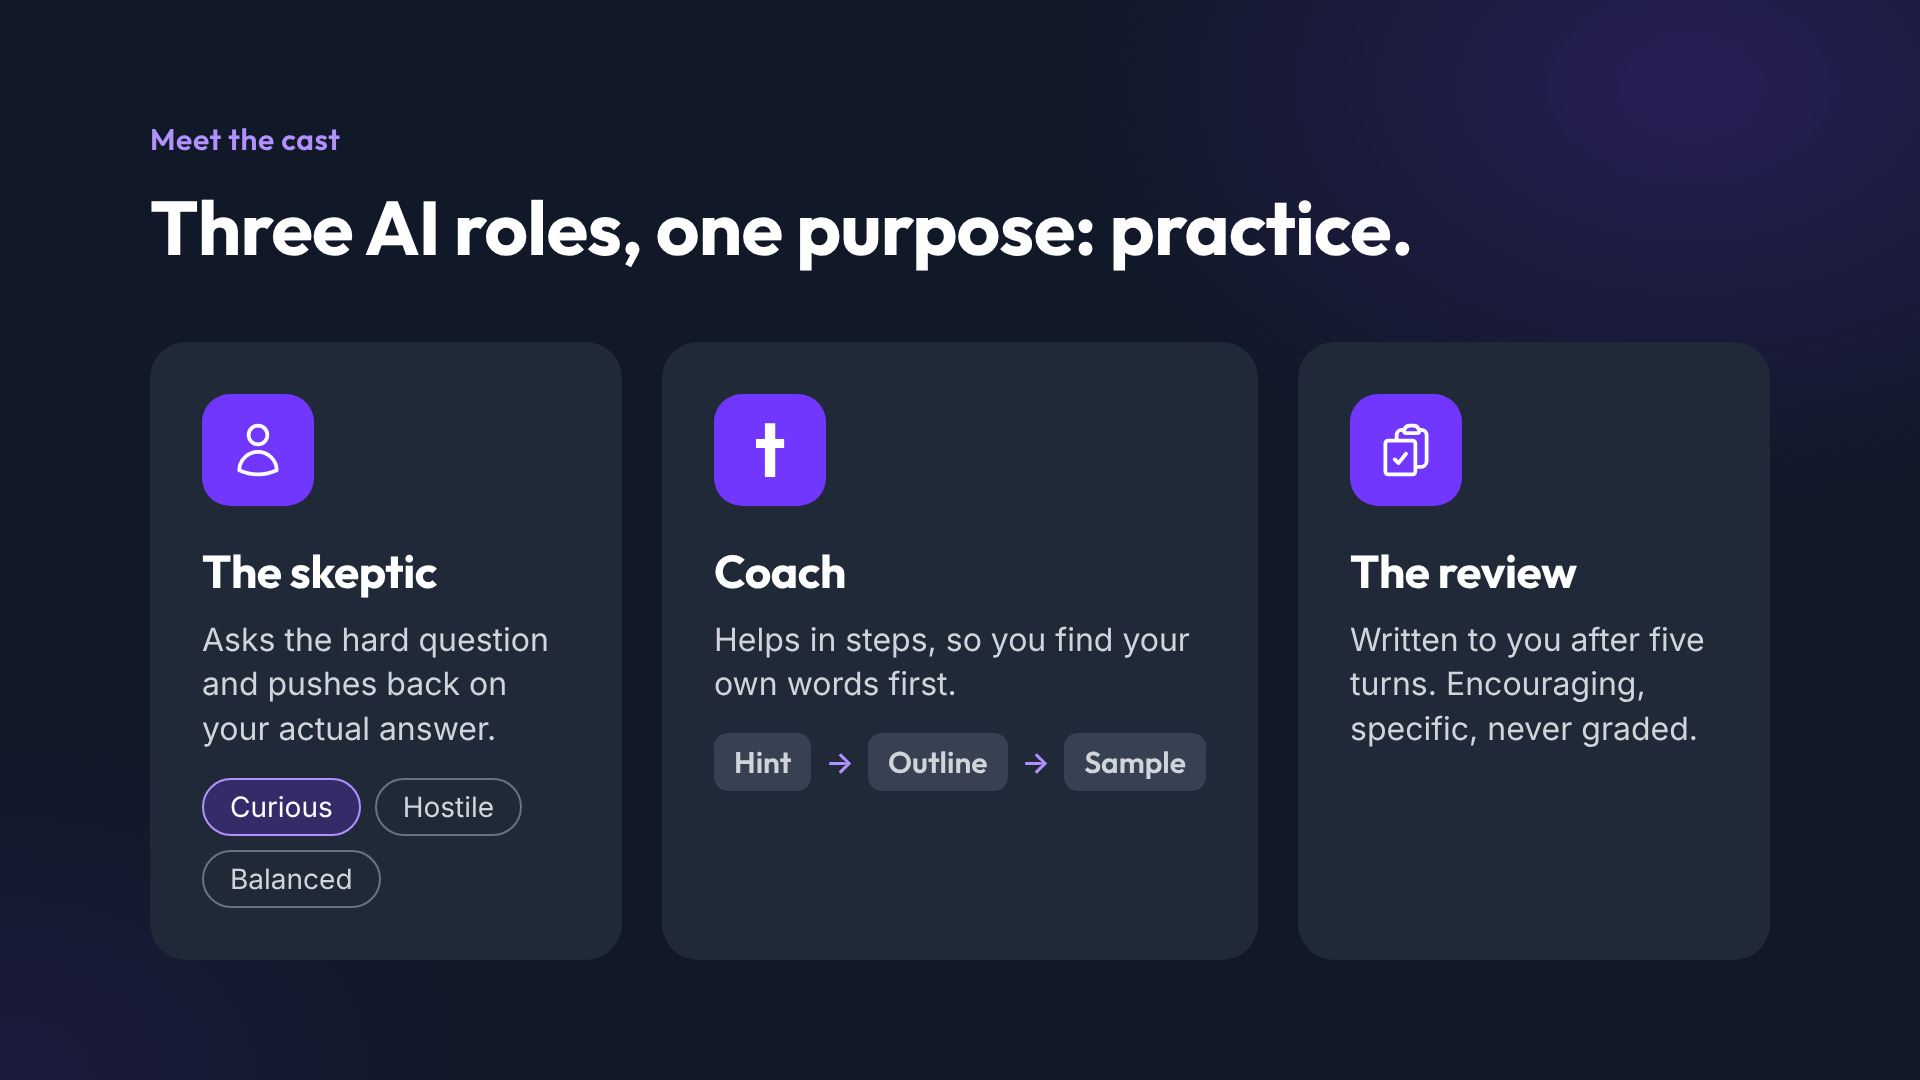 Meet the cast
Three AI roles, one purpose: practice.
The skeptic
Asks the hard question
and pushes back on
your actual answer.
Curious
Hostile
Balanced
Coach
Helps in steps, so you find your
own words first.
Hint → Outline → Sample
The review
Written to you after five
turns. Encouraging,
specific, never graded.